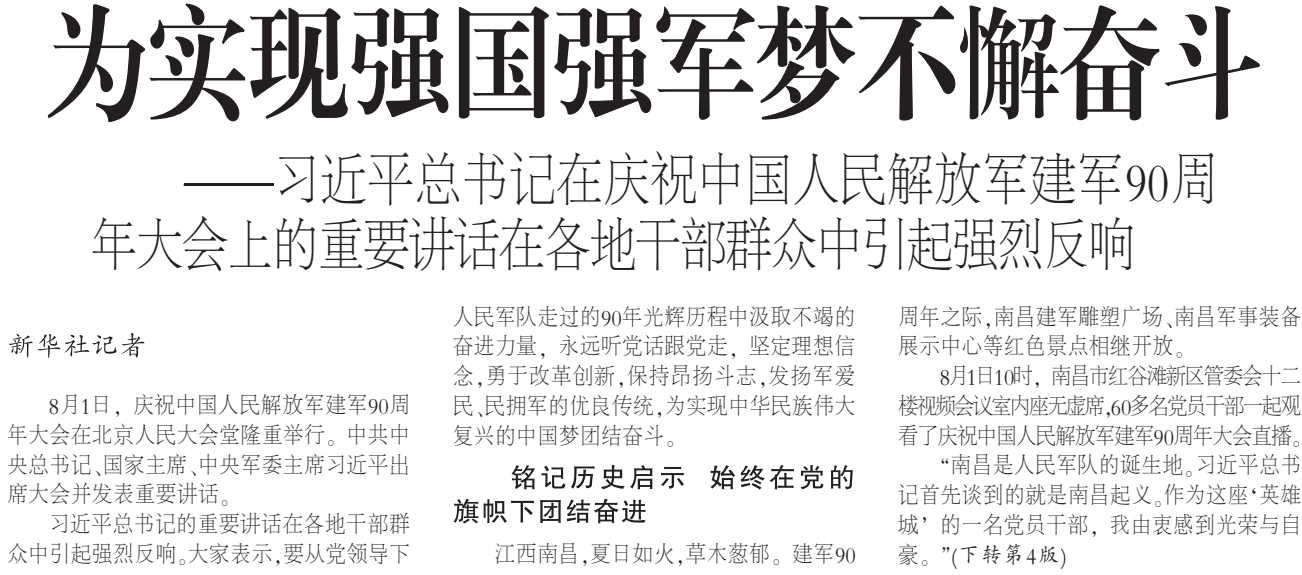 为实现强国强军梦不懈奋斗
——习近平总书记在庆祝中国人民解放军建军90周
年大会上的重要讲话在各地干部群众中引起强烈反响
新华社记者
8月1日，庆祝中国人民解放军建军90周
年大会在北京人民大会堂隆重举行。中共中
央总书记、国家主席、中央军委主席习近平出
席大会并发表重要讲话。
习近平总书记的重要讲话在各地干部群
众中引起强烈反响。大家表示,要从党领导下
人民军队走过的90年光辉历程中汲取不竭的
奋进力量，永远听党话跟党走，坚定理想信
念,勇于改革创新,保持昂扬斗志,发扬军爱
民、民拥军的优良传统,为实现中华民族伟大
复兴的中国梦团结奋斗。
铭记历史启示 始终在党的
旗帜下团结奋进
江西南昌,夏日如火,草木葱郁。建军90
周年之际,南昌建军雕塑广场、南昌军事装备
展示中心等红色景点相继开放。
8月1日10时，南昌市红谷滩新区管委会十二
楼视频会议室内座无虚席,60多名党员干部一起观
看了庆祝中国人民解放军建军90周年大会直播。
“南昌是人民军队的诞生地。习近平总书
记首先谈到的就是南昌起义。作为这座‘英雄
城’的一名党员干部，我由衷感到光荣与自
豪。”(下转第4版)